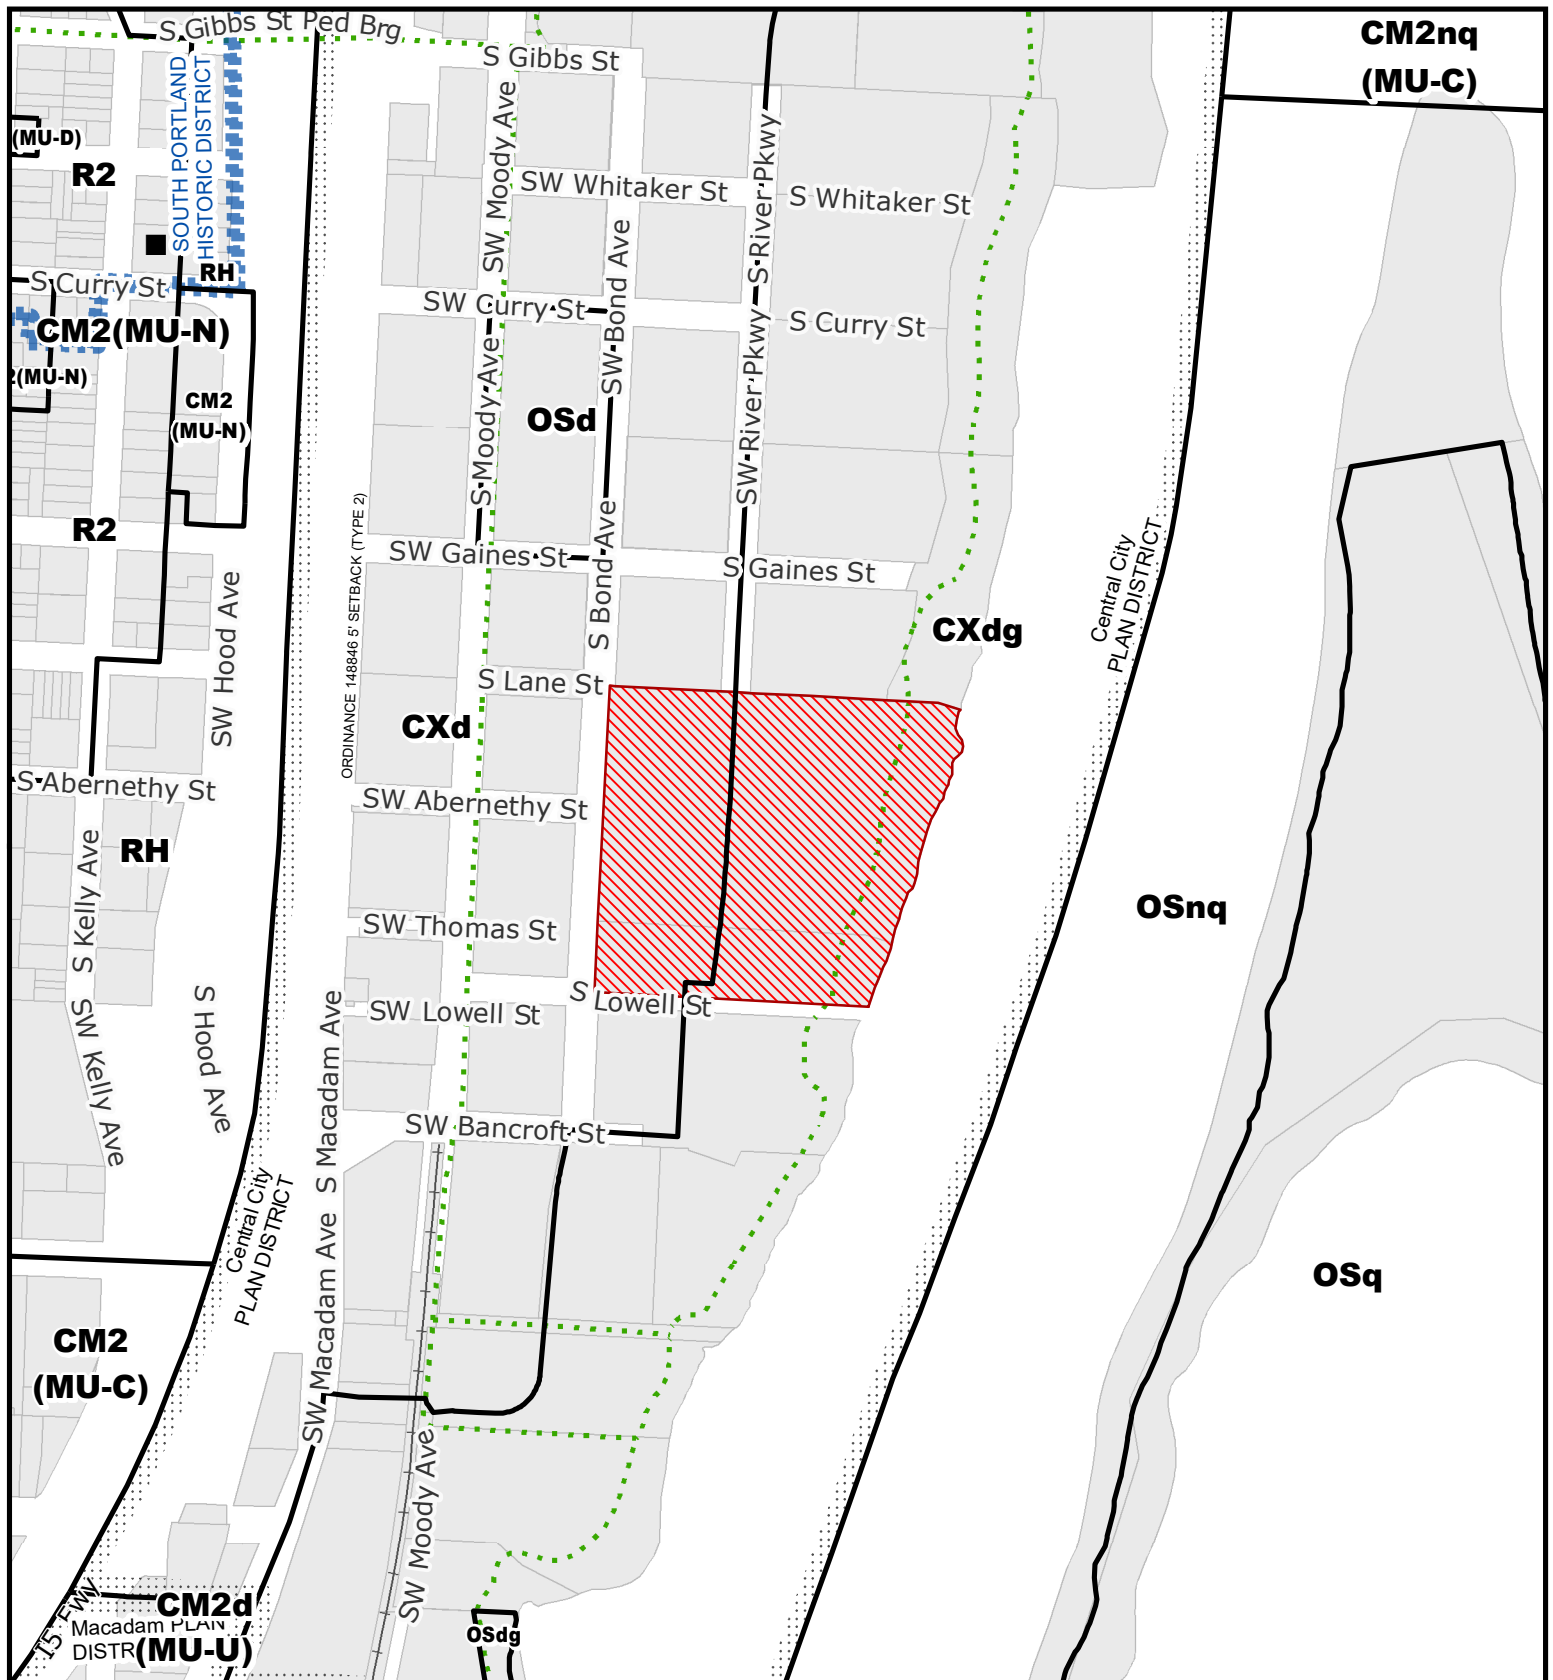 S Gibbs St Ped Brg
S Gibbs St
CM2nq
(MU-C)
SOUTH PORTLAND
HISTORIC DISTRICT
(MU-D)
R2
SW Moody Ave
SW Whitaker St
S River Pkwy
S Whitaker St
RH
S Curry St
SW Curry St
SW Bond Ave
S Curry St
CM2(MU-N)
2(MU-N)
CM2
(MU-N)
S Moody Ave
OSd
SW River Pkwy
R2
ORDINANCE 148846 5' SETBACK (TYPE 2)
SW Gaines St
S Bond Ave
S Gaines St
Central City
PLAN DISTRICT
SW Hood Ave
CXdg
S Lane St
CXd
S Abernethy St
SW Abernethy St
RH
S Kelly Ave
OSnq
SW Thomas St
SW Kelly Ave
S Hood Ave
S Macadam Ave
SW Lowell St
S Lowell St
SW Bancroft St
Central City
PLAN DISTRICT
SW Macadam Ave
OSq
CM2
(MU-C)
SW Moody Ave
I5 FWY
CM2d
(MU-U)
Macadam PLAN
DISTR
OSdg